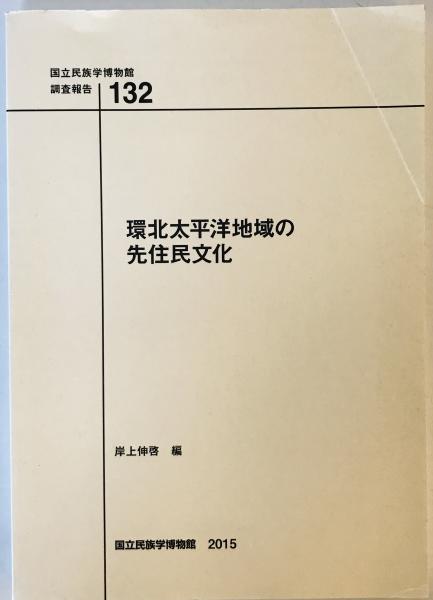 国立民族学博物館
調査報告 132
環北太平洋地域の
先住民文化
岸上伸啓 編
国立民族学博物館 2015